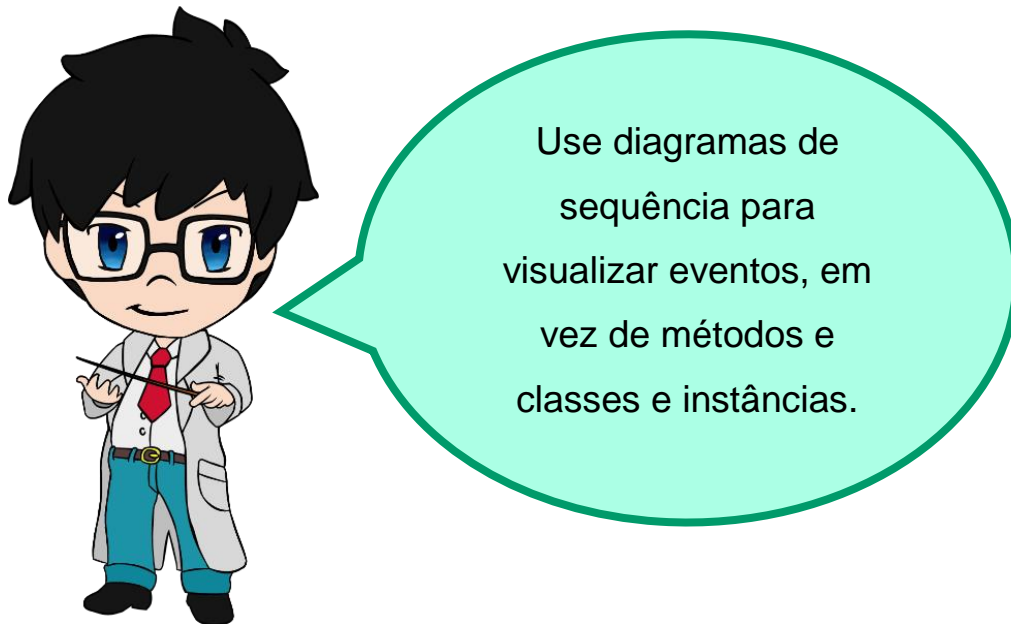 Use diagramas de
sequência para
visualizar eventos, em
vez de métodos e
classes e instâncias.